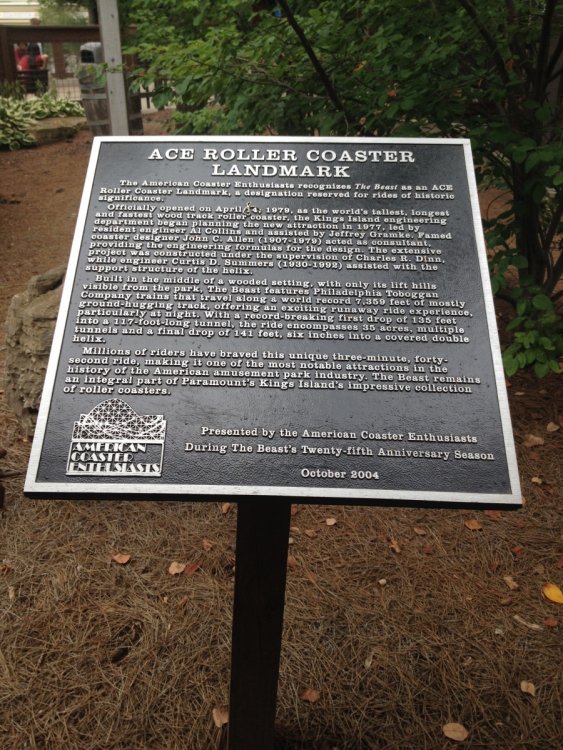 ACE ROLLER COASTER
LANDMARK
The American Coaster Enthusiasts recognizes The Beast as an ACE
Roller Coaster Landmark, a designation reserved for rides of historic
significance.
Officially opened on April 1979, as the world's tallest, longest
and fastest wood track roller coaster, the Kings Island engineering
department began planning the new attraction in 1977, led by
resident engineer Al Collins and assisted by Jeffrey Gramke. Famed
coaster designer John C. Allen (1907-1979) acted as consultant,
providing the engineering formulas for the design. The extensive
project was constructed under the supervision of Charles R. Dinn,
while engineer Curtis D. Summers (1930-1992) assisted with the
support structure of the helix.
Built in the middle of a wooded setting, with only its lift hills
visible from the park, The Beast features Philadelphia Toboggan
Company trains that travel along a world record 7,359 feet of mostly
ground-hugging track, offering an exciting runaway ride experience,
particularly at night. With a record-breaking first drop of 135 feet
into a 117-foot-long tunnel, the ride encompasses 35 acres, multiple
tunnels and a final drop of 141 feet, six inches into a covered double
helix.
Millions of riders have braved this unique three-minute, forty-
second ride, making it one of the most notable attractions in the
history of the American amusement park industry. The Beast remains
an integral part of Paramount's Kings Island's impressive collection
of roller coasters.
AMERICAN
COASTER
ENTHUSIASTS
Presented by the American Coaster Enthusiasts
During The Beast's Twenty-fifth Anniversary Season
October 2004